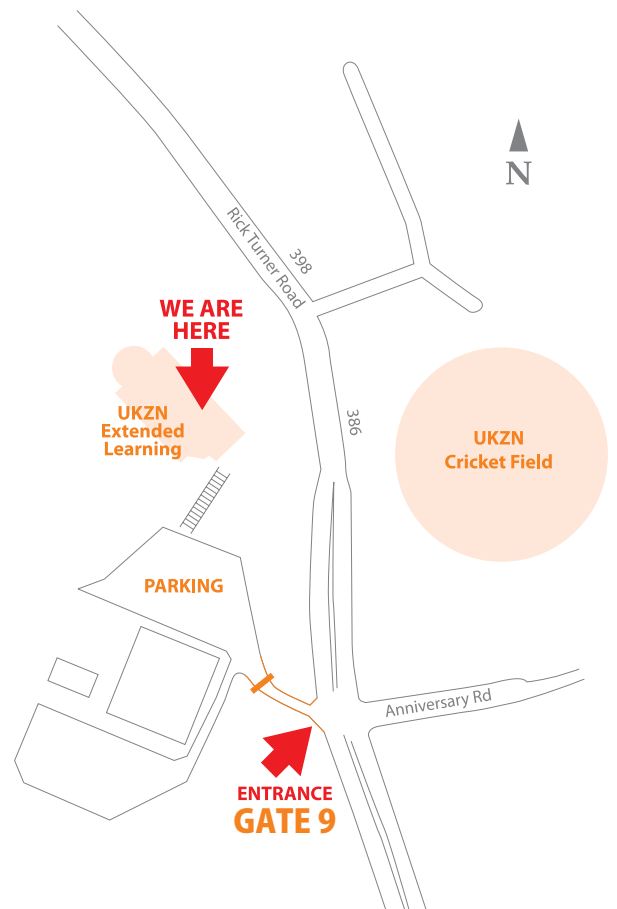 N
Rick Turner Road
398
WE ARE
HERE
386
UKZN
Extended
Learning
UKZN
Cricket Field
PARKING
Anniversary Rd
ENTRANCE
GATE 9